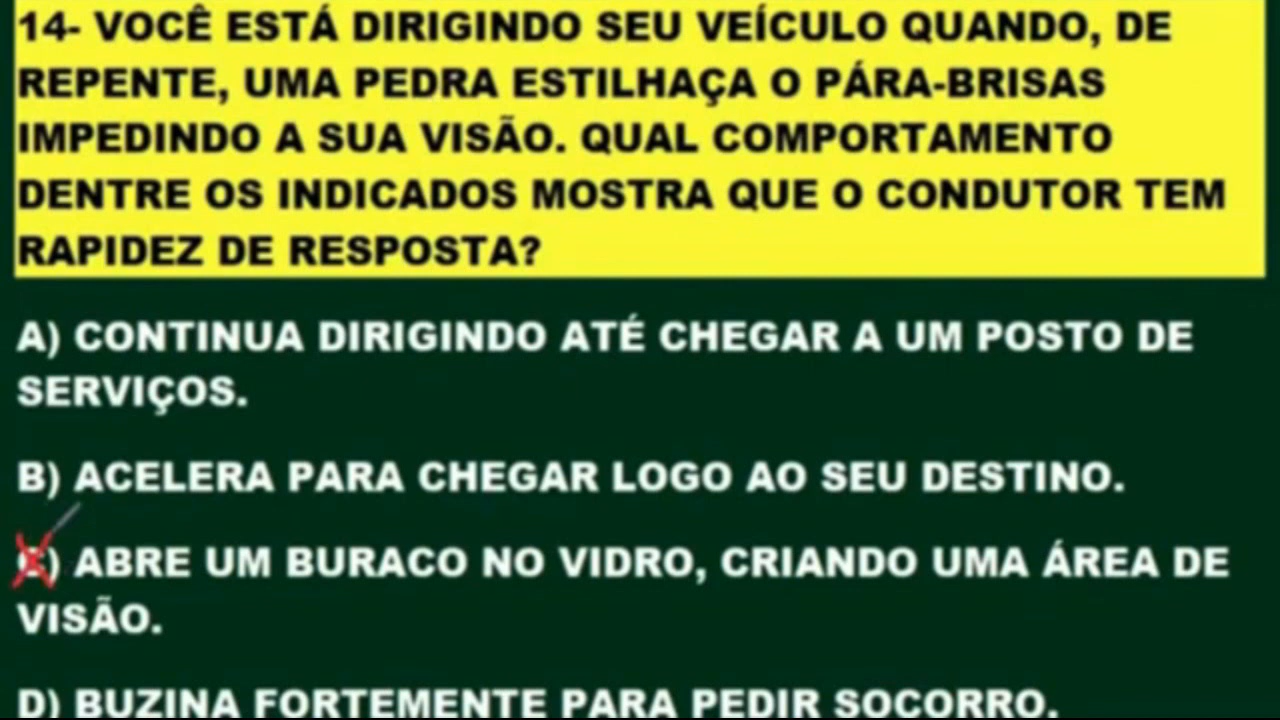 14- VOCÊ ESTÁ DIRIGINDO SEU VEÍCULO QUANDO, DE
REPENTE, UMA PEDRA ESTILHAÇA O PÁRA-BRISAS
IMPEDINDO A SUA VISÃO. QUAL COMPORTAMENTO
DENTRE OS INDICADOS MOSTRA QUE O CONDUTOR TEM
RAPIDEZ DE RESPOSTA?
A) CONTINUA DIRIGINDO ATÉ CHEGAR A UM POSTO DE
SERVIÇOS.
B) ACELERA PARA CHEGAR LOGO AO SEU DESTINO.
C) ABRE UM BURACO NO VIDRO, CRIANDO UMA ÁREA DE
VISÃO.
D) BUZINA FORTEMENTE PARA PEDIR SOCORRO.